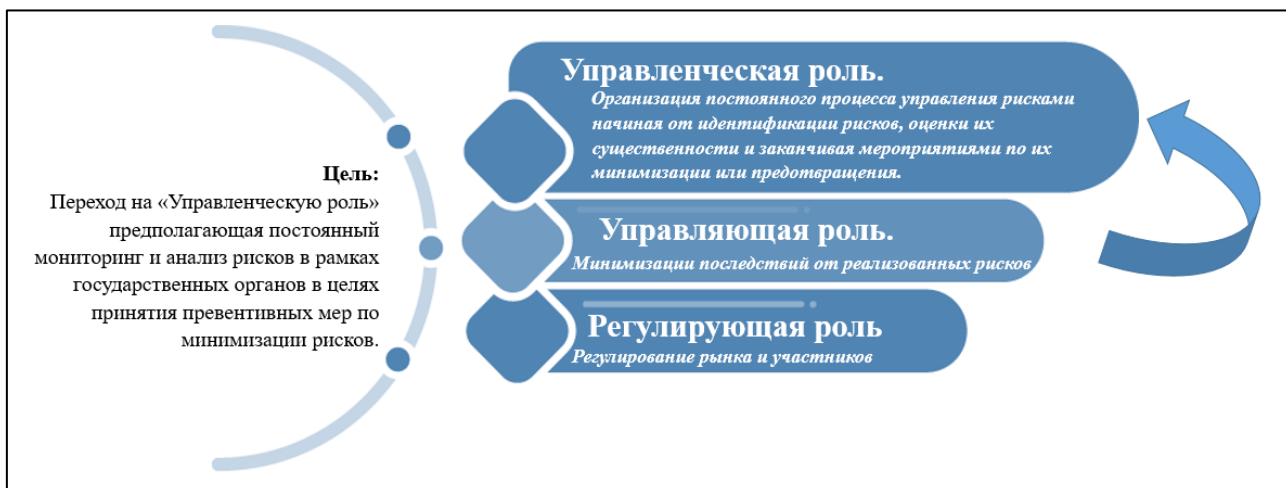 Цель:
Переход на «Управленческую роль»
предполагающая постоянный
мониторинг и анализ рисков в рамках
государственных органов в целях
принятия превентивных мер по
минимизации рисков.
Управленческая роль.
Организация постоянного процесса управления рисками
начиная от идентификации рисков, оценки их
существенности и заканчивая мероприятиями по их
минимизации или предотвращения.
Управляющая роль.
Минимизации последствий от реализованных рисков
Регулирующая роль
Регулирование рынка и участников